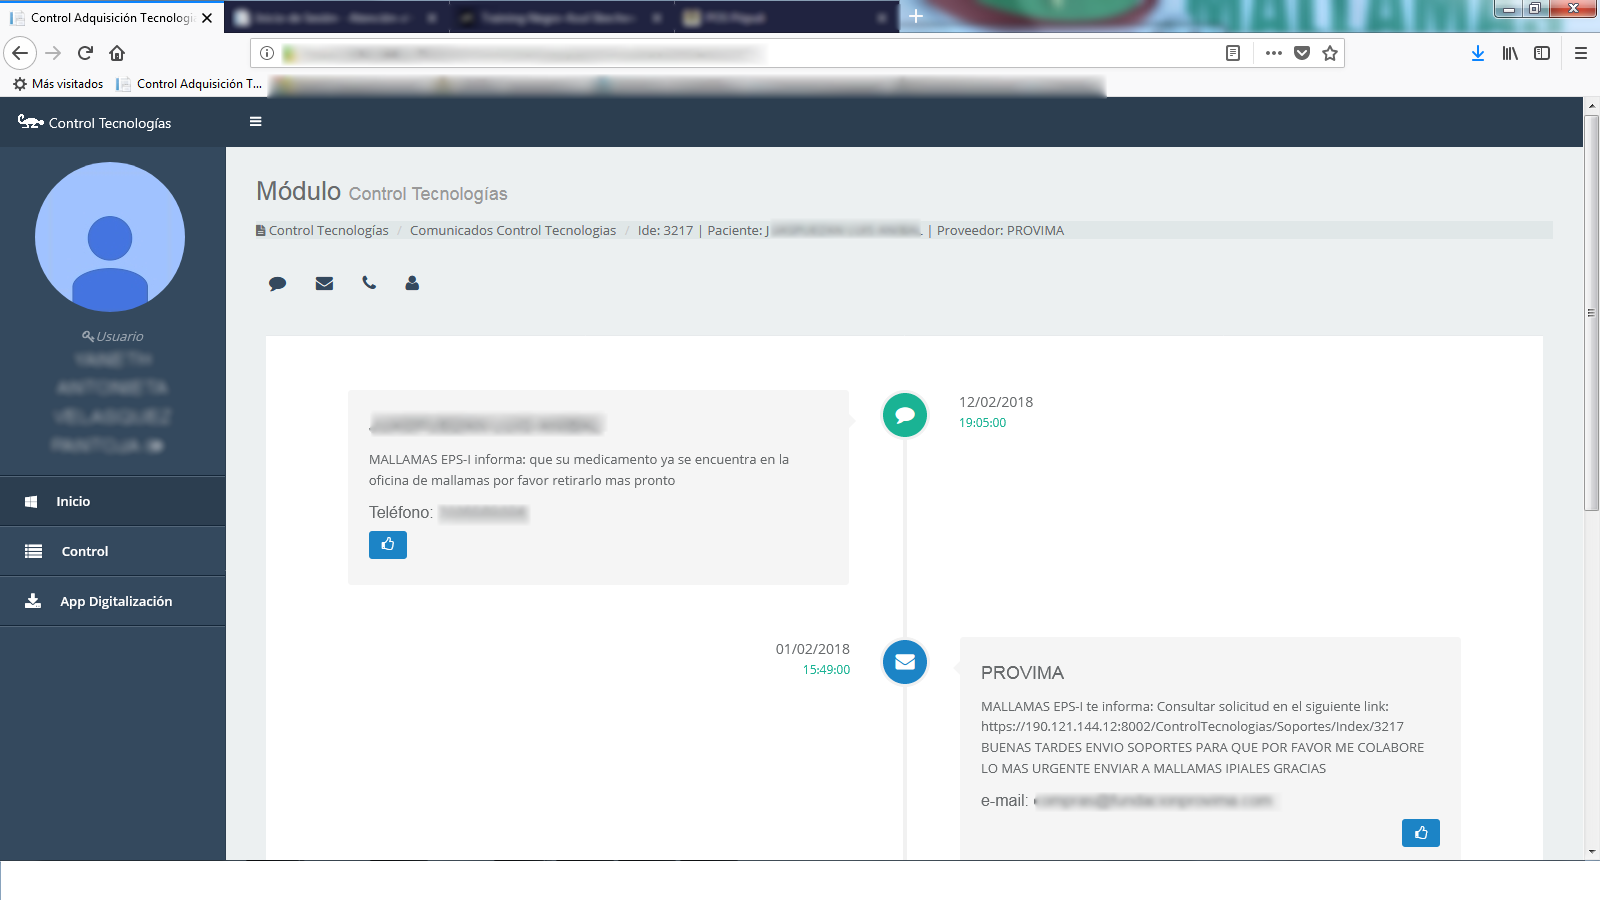 Control Adquisición Tecnologi
MALLAMA
Más visitados
Control Adquisición T...
Control Tecnologías
Módulo Control Tecnologías
Control Tecnologías / Comunicados Control Tecnologias / Ide: 3217 | Paciente: J | Proveedor: PROVIMA
Usuario
Inicio
Control
App Digitalización
12/02/2018
19:05:00
MALLAMAS EPS-I informa: que su medicamento ya se encuentra en la
oficina de mallamas por favor retirarlo mas pronto
Teléfono:
01/02/2018
15:49:00
PROVIMA
MALLAMAS EPS-I te informa: Consultar solicitud en el siguiente link:
https://190.121.144.12:8002/ControlTecnologias/Soportes/Index/3217
BUENAS TARDES ENVIO SOPORTES PARA QUE POR FAVOR ME COLABORE
LO MAS URGENTE ENVIAR A MALLAMAS IPIALES GRACIAS
e-mail: